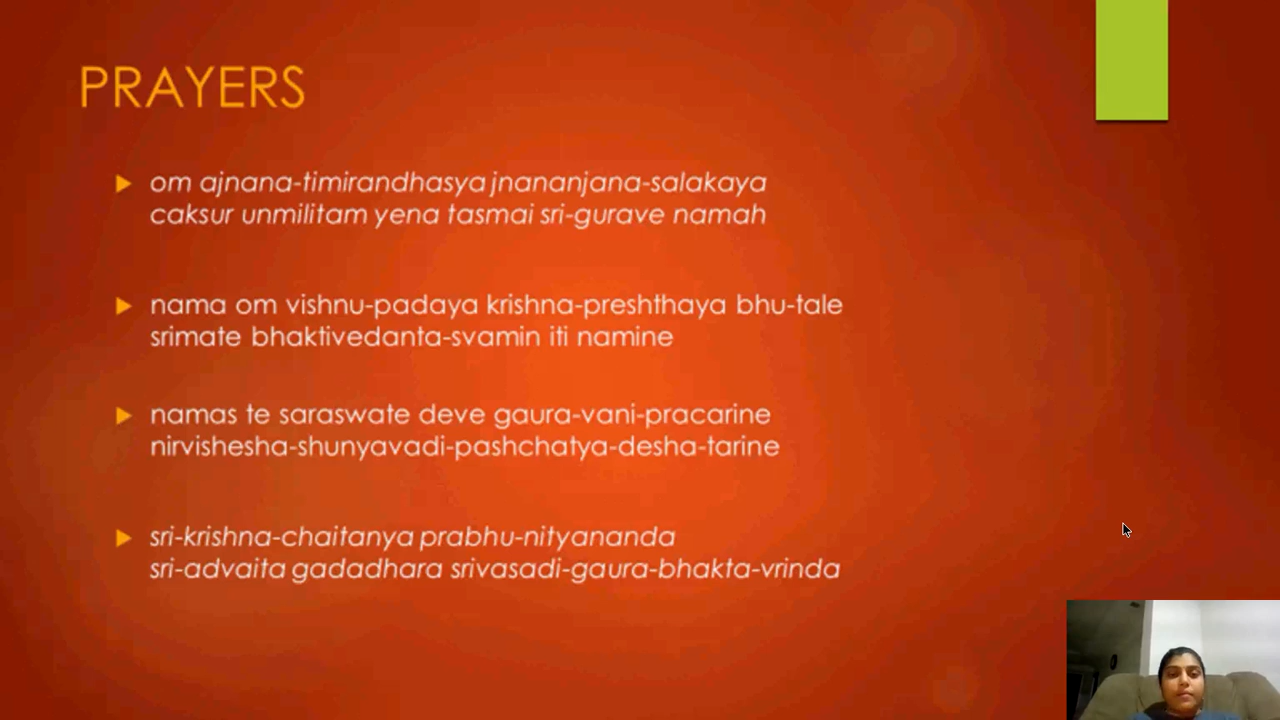 PRAYERS
om ajnana-timirandhasya jnananjana-salakaya
caksur unmilitam yena tasmai sri-gurave namah
nama om vishnu-padaya krishna-preshthaya bhu-tale
srimate bhaktivedanta-svamin iti namine
namas te saraswate deve gaura-vani-pracarine
nirvishesha-shunyavadi-pashchatya-desha-tarine
sri-krishna-chaitanya prabhu-nityananda
sri-advaita gadadhara srivasadi-gaura-bhakta-vrinda